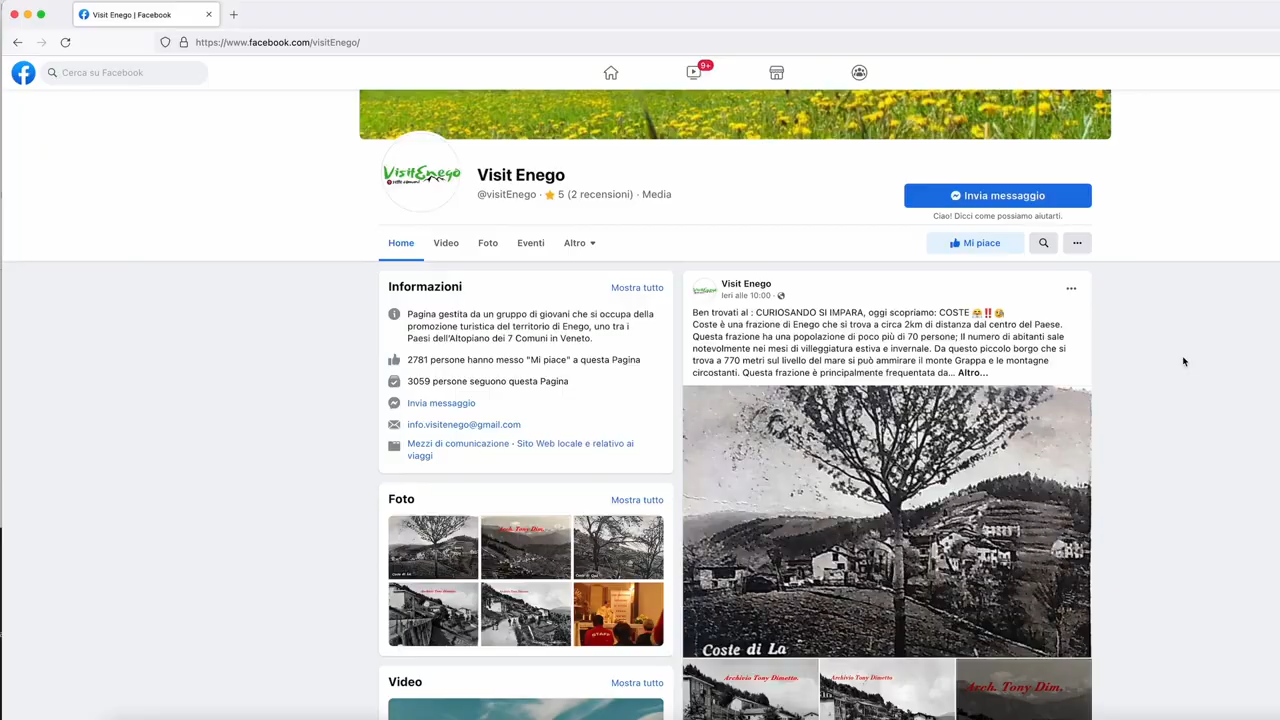 Visit Enego | Facebook
https://www.facebook.com/visitEnego/
Cerca su Facebook
9+
VisitEnego
Visit Enego
@visitEnego · 5 (2 recensioni) · Media
Invia messaggio
Ciao! Dicci come possiamo aiutarti.
Home
Video
Foto
Eventi
Altro
Mi piace
Informazioni
Mostra tutto
Pagina gestita da un gruppo di giovani che si occupa della
promozione turistica del territorio di Enego, uno tra i
Paesi dell'Altopiano dei 7 Comuni in Veneto.
2781 persone hanno messo "Mi piace" a questa Pagina
3059 persone seguono questa Pagina
Invia messaggio
info.visitenego@gmail.com
Mezzi di comunicazione · Sito Web locale e relativo ai
viaggi
Foto
Mostra tutto
Video
Mostra tutto
Visit Enego
Ieri alle 10:00 ·
Ben trovati al : CURIOSANDO SI IMPARA, oggi scopriamo: COSTE
Coste è una frazione di Enego che si trova a circa 2km di distanza dal centro del Paese.
Questa frazione ha una popolazione di poco più di 70 persone; Il numero di abitanti sale
notevolmente nei mesi di villeggiatura estiva e invernale. Da questo piccolo borgo che si
trova a 770 metri sul livello del mare si può ammirare il monte Grappa e le montagne
circostanti. Questa frazione è principalmente frequentata da... Altro...
Coste di La
Archivio Tony Dimetto.
Archivio Tony Dimetto
Arch. Tony Dim.